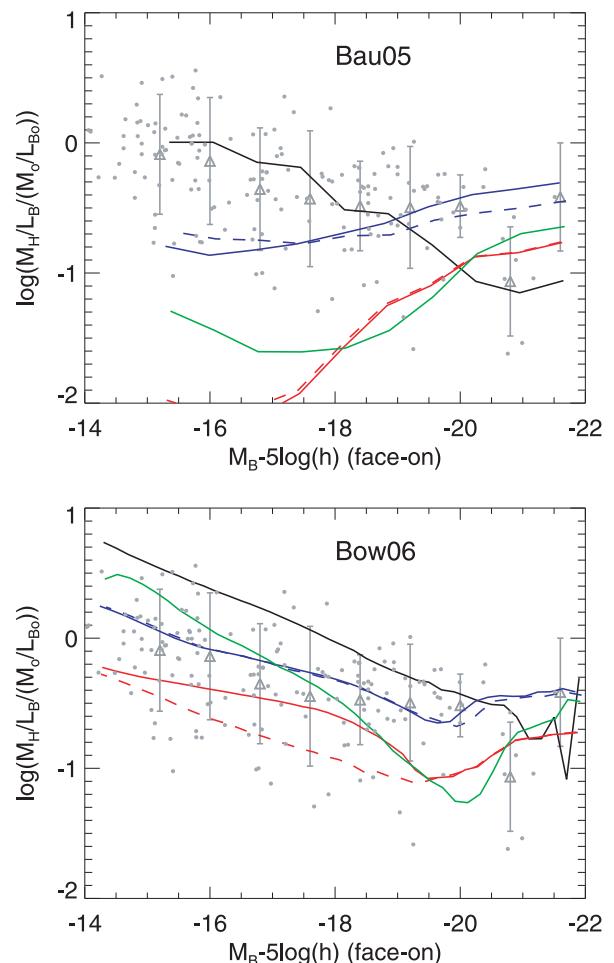 1
Bau05
0
-1
-2
-14 -16 -18 -20 -22
M_B-5log(h) (face-on)
log(M_H/L_B/(M_o/L_Bo))
1
Bow06
0
-1
-2
-14 -16 -18 -20 -22
M_B-5log(h) (face-on)
log(M_H/L_B/(M_o/L_Bo))